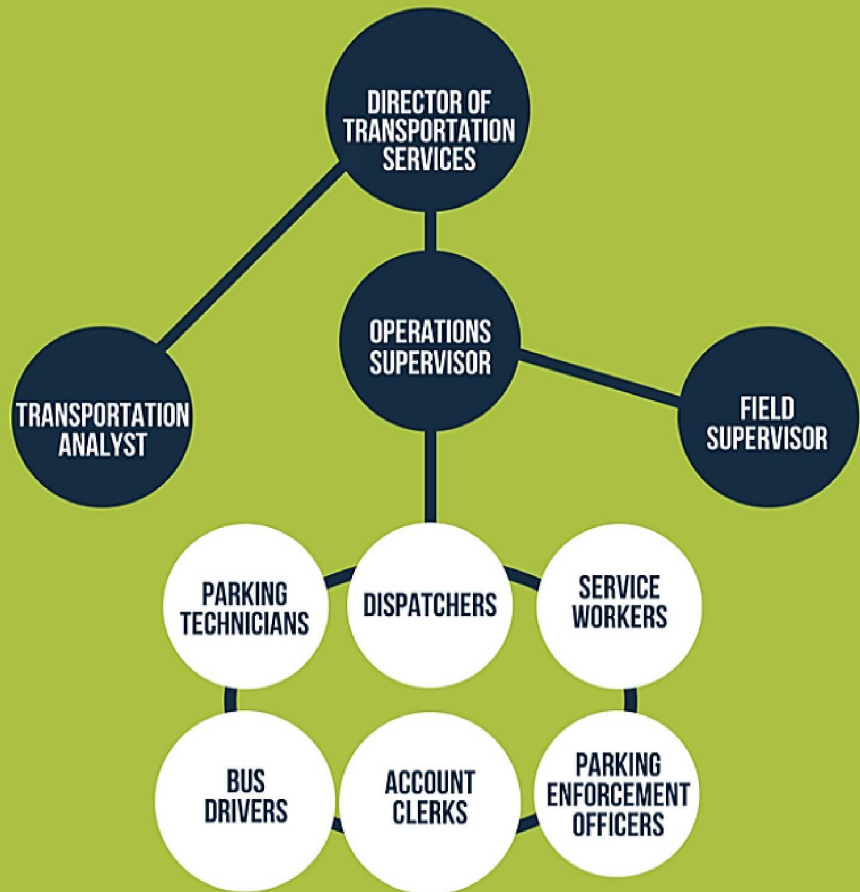 DIRECTOR OF
TRANSPORTATION
SERVICES
OPERATIONS
SUPERVISOR
TRANSPORTATION
ANALYST
FIELD
SUPERVISOR
PARKING
TECHNICIANS
DISPATCHERS
SERVICE
WORKERS
BUS
DRIVERS
ACCOUNT
CLERKS
PARKING
ENFORCEMENT
OFFICERS